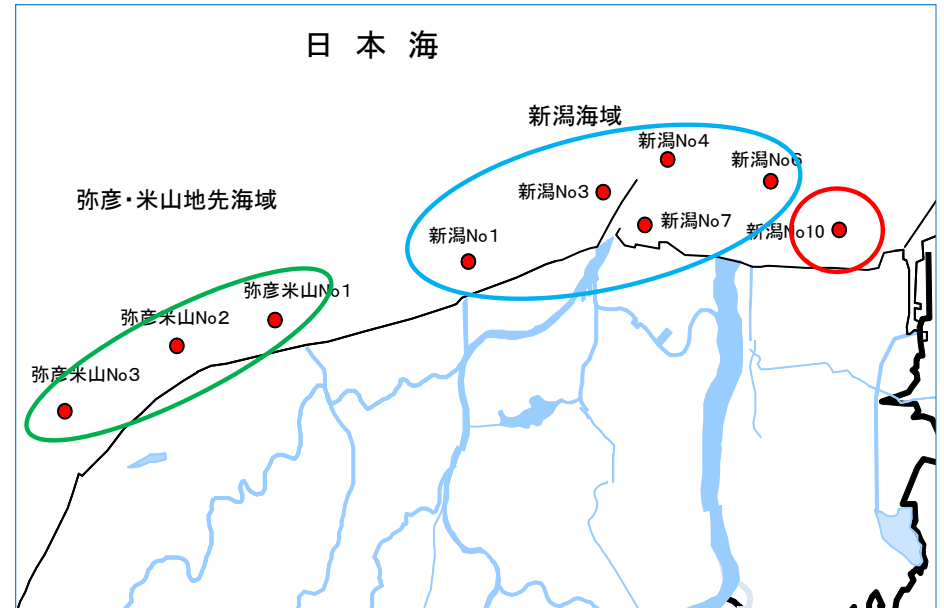 日 本 海
新潟海域
新潟No4
新潟No6
弥彦・米山地先海域
新潟No3
新潟No7
新潟No1
新潟No10
弥彦米山No1
弥彦米山No2
弥彦米山No3